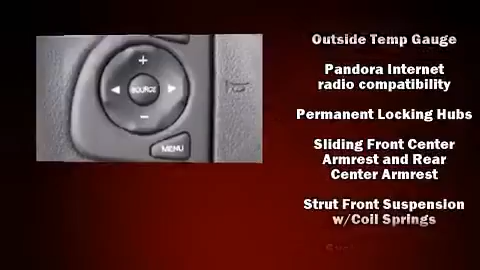 Outside Temp Gauge
Pandora Internet
radio compatibility
Permanent Locking Hubs
Sliding Front Center
Armrest and Rear
Center Armrest
Strut Front Suspension
w/Coil Springs
+
SOURCE
−
MENU